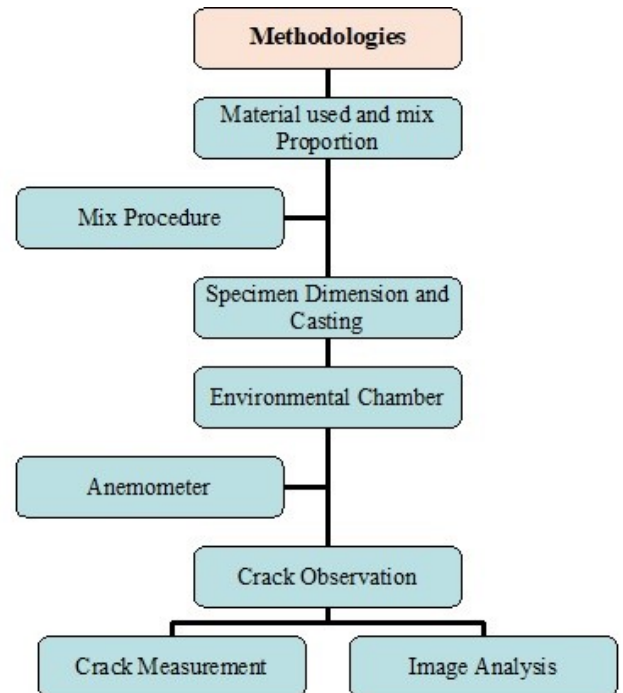 Methodologies
Material used and mix
Proportion
Mix Procedure
Specimen Dimension and
Casting
Environmental Chamber
Anemometer
Crack Observation
Crack Measurement
Image Analysis